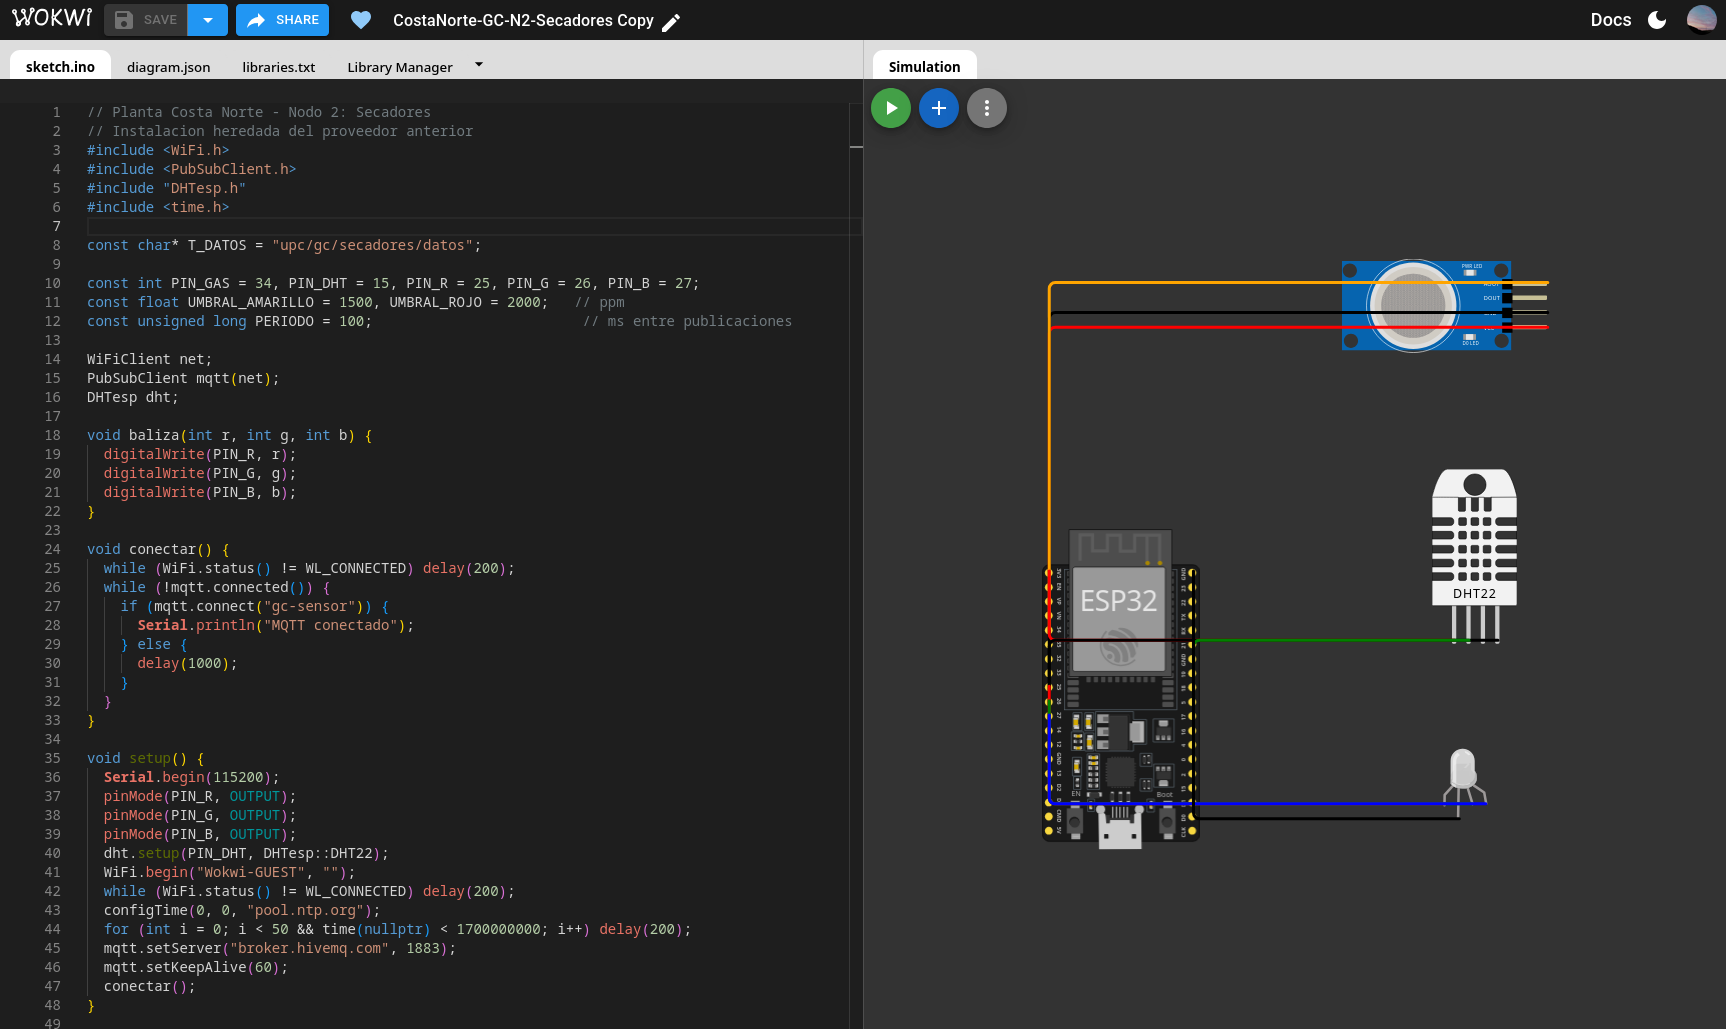 WOKWi
SAVE
SHARE
CostaNorte-GC-N2-Secadores Copy
Docs
sketch.ino
diagram.json
libraries.txt
Library Manager
Simulation
1 // Planta Costa Norte - Nodo 2: Secadores
2 // Instalacion heredada del proveedor anterior
3 #include <WiFi.h>
4 #include <PubSubClient.h>
5 #include "DHTesp.h"
6 #include <time.h>
7
8 const char* T_DATOS = "upc/gc/secadores/datos";
9
10 const int PIN_GAS = 34, PIN_DHT = 15, PIN_R = 25, PIN_G = 26, PIN_B = 27;
11 const float UMBRAL_AMARILLO = 1500, UMBRAL_ROJO = 2000;   // ppm
12 const unsigned long PERIODO = 100;                         // ms entre publicaciones
13
14 WiFiClient net;
15 PubSubClient mqtt(net);
16 DHTesp dht;
17
18 void baliza(int r, int g, int b) {
19   digitalWrite(PIN_R, r);
20   digitalWrite(PIN_G, g);
21   digitalWrite(PIN_B, b);
22 }
23
24 void conectar() {
25   while (WiFi.status() != WL_CONNECTED) delay(200);
26   while (!mqtt.connected()) {
27     if (mqtt.connect("gc-sensor")) {
28       Serial.println("MQTT conectado");
29     } else {
30       delay(1000);
31     }
32   }
33 }
34
35 void setup() {
36   Serial.begin(115200);
37   pinMode(PIN_R, OUTPUT);
38   pinMode(PIN_G, OUTPUT);
39   pinMode(PIN_B, OUTPUT);
40   dht.setup(PIN_DHT, DHTesp::DHT22);
41   WiFi.begin("Wokwi-GUEST", "");
42   while (WiFi.status() != WL_CONNECTED) delay(200);
43   configTime(0, 0, "pool.ntp.org");
44   for (int i = 0; i < 50 && time(nullptr) < 1700000000; i++) delay(200);
45   mqtt.setServer("broker.hivemq.com", 1883);
46   mqtt.setKeepAlive(60);
47   conectar();
48 }
49
PWR LED
DOUT
DO LED
DHT22
ESP32
EN
Boot